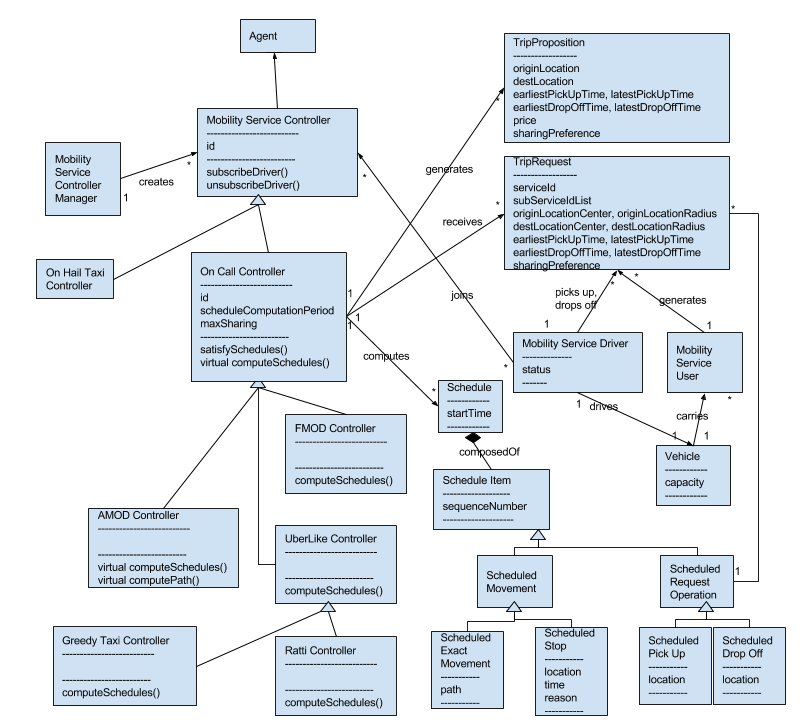 Agent
Mobility Service Controller
---------------------------
id
---------------------------
subscribeDriver()
unsubscribeDriver()
Mobility
Service
Controller
Manager
creates
1
*
On Hail Taxi
Controller
On Call Controller
---------------------------
id
scheduleComputationPeriod
maxSharing
--------------------------
satisfySchedules()
virtual computeSchedules()
TripProposition
------------------
originLocation
destLocation
earliestPickUpTime, latestPickUpTime
earliestDropOffTime, latestDropOffTime
price
sharingPreference
TripRequest
------------------
serviceId
subServiceIdList
originLocationCenter, originLocationRadius
destLocationCenter, destLocationRadius
earliestPickUpTime, latestPickUpTime
earliestDropOffTime, latestDropOffTime
sharingPreference
generates
1
*
receives
1
*
computes
1
*
joins
*
*
picks up,
drops off
1
*
generates
1
*
Mobility Service Driver
--------------
status
-------
Mobility
Service
User
drives
1
1
carries
1
*
Vehicle
------------
capacity
------------
Schedule
------------
startTime
------------
composedOf
Schedule Item
-------------------
sequenceNumber
--------------------
FMOD Controller
---------------------------
--------------------------
computeSchedules()
AMOD Controller
---------------------------
--------------------------
virtual computeSchedules()
virtual computePath()
UberLike Controller
---------------------------
--------------------------
computeSchedules()
Greedy Taxi Controller
---------------------------
--------------------------
computeSchedules()
Ratti Controller
---------------------------
--------------------------
computeSchedules()
Scheduled
Movement
Scheduled
Request
Operation
1
*
Scheduled
Exact
Movement
-----------
path
-----------
Scheduled
Stop
-----------
location
time
reason
-----------
Scheduled
Pick Up
-----------
location
-----------
Scheduled
Drop Off
-----------
location
-----------